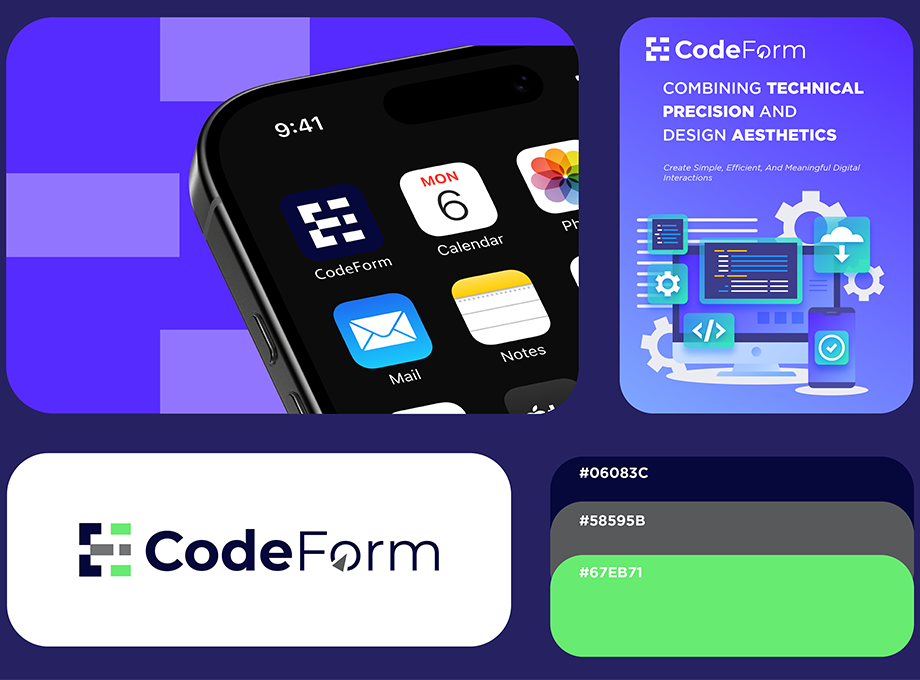 9:41
CodeForm
MON
6
Calendar
Mail
Notes
CodeForm
COMBINING TECHNICAL
PRECISION AND
DESIGN AESTHETICS
Create Simple, Efficient, And Meaningful Digital
Interactions
</>
CodeForm
#06083C
#58595B
#67EB71